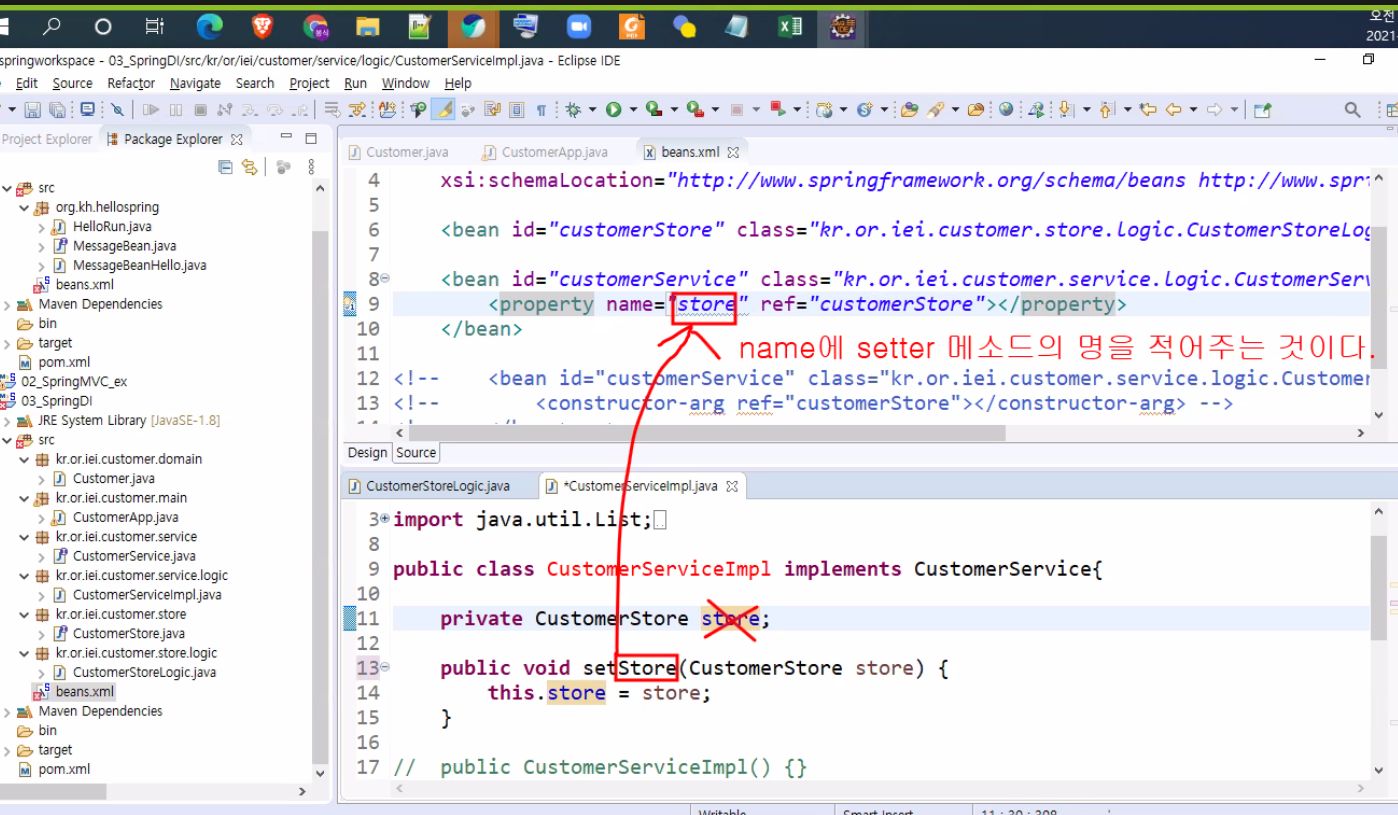 오전
2021
springworkspace - 03_SpringDI/src/kr/or/iei/customer/service/logic/CustomerServiceImpl.java - Eclipse IDE
Edit Source Refactor Navigate Search Project Run Window Help
Project Explorer Package Explorer
src
org.kh.hellospring
HelloRun.java
MessageBean.java
MessageBeanHello.java
beans.xml
Maven Dependencies
bin
target
pom.xml
02_SpringMVC_ex
03_SpringDI
JRE System Library [JavaSE-1.8]
src
kr.or.iei.customer.domain
Customer.java
kr.or.iei.customer.main
CustomerApp.java
kr.or.iei.customer.service
CustomerService.java
kr.or.iei.customer.service.logic
CustomerServiceImpl.java
kr.or.iei.customer.store
CustomerStore.java
kr.or.iei.customer.store.logic
CustomerStoreLogic.java
beans.xml
Maven Dependencies
bin
target
pom.xml
Customer.java CustomerApp.java beans.xml
4 xsi:schemaLocation="http://www.springframework.org/schema/beans http://www.spr
5
6 <bean id="customerStore" class="kr.or.iei.customer.store.logic.CustomerStoreLog
7
8 <bean id="customerService" class="kr.or.iei.customer.service.logic.CustomerServ
9 <property name="store" ref="customerStore"></property>
10 </bean>
11
name에 setter 메소드의 명을 적어주는 것이다.
12 <!-- <bean id="customerService" class="kr.or.iei.customer.service.logic.Customer
13 <!-- <constructor-arg ref="customerStore"></constructor-arg> -->
Design Source
CustomerStoreLogic.java *CustomerServiceImpl.java
3 import java.util.List;
8
9 public class CustomerServiceImpl implements CustomerService{
10
11 private CustomerStore store;
12
13 public void setStore(CustomerStore store) {
14 this.store = store;
15 }
16
17 // public CustomerServiceImpl() {}
Writable Smart Insert 11 : 30 : 308